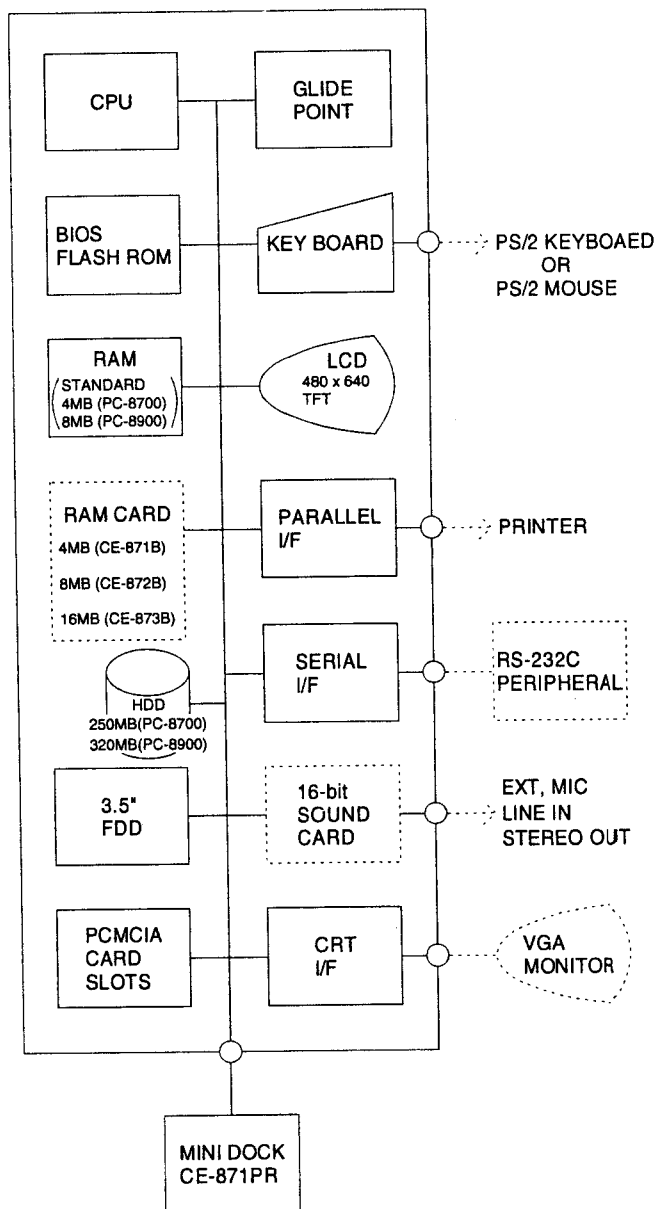 CPU
GLIDE
POINT
BIOS
FLASH ROM
KEY BOARD
PS/2 KEYBOAED
OR
PS/2 MOUSE
RAM
(STANDARD
4MB (PC-8700)
8MB (PC-8900))
LCD
480 x 640
TFT
RAM CARD
4MB (CE-871B)
8MB (CE-872B)
16MB (CE-873B)
PARALLEL
I/F
PRINTER
HDD
250MB(PC-8700)
320MB(PC-8900)
SERIAL
I/F
RS-232C
PERIPHERAL
3.5"
FDD
16-bit
SOUND
CARD
EXT, MIC
LINE IN
STEREO OUT
PCMCIA
CARD
SLOTS
CRT
I/F
VGA
MONITOR
MINI DOCK
CE-871PR